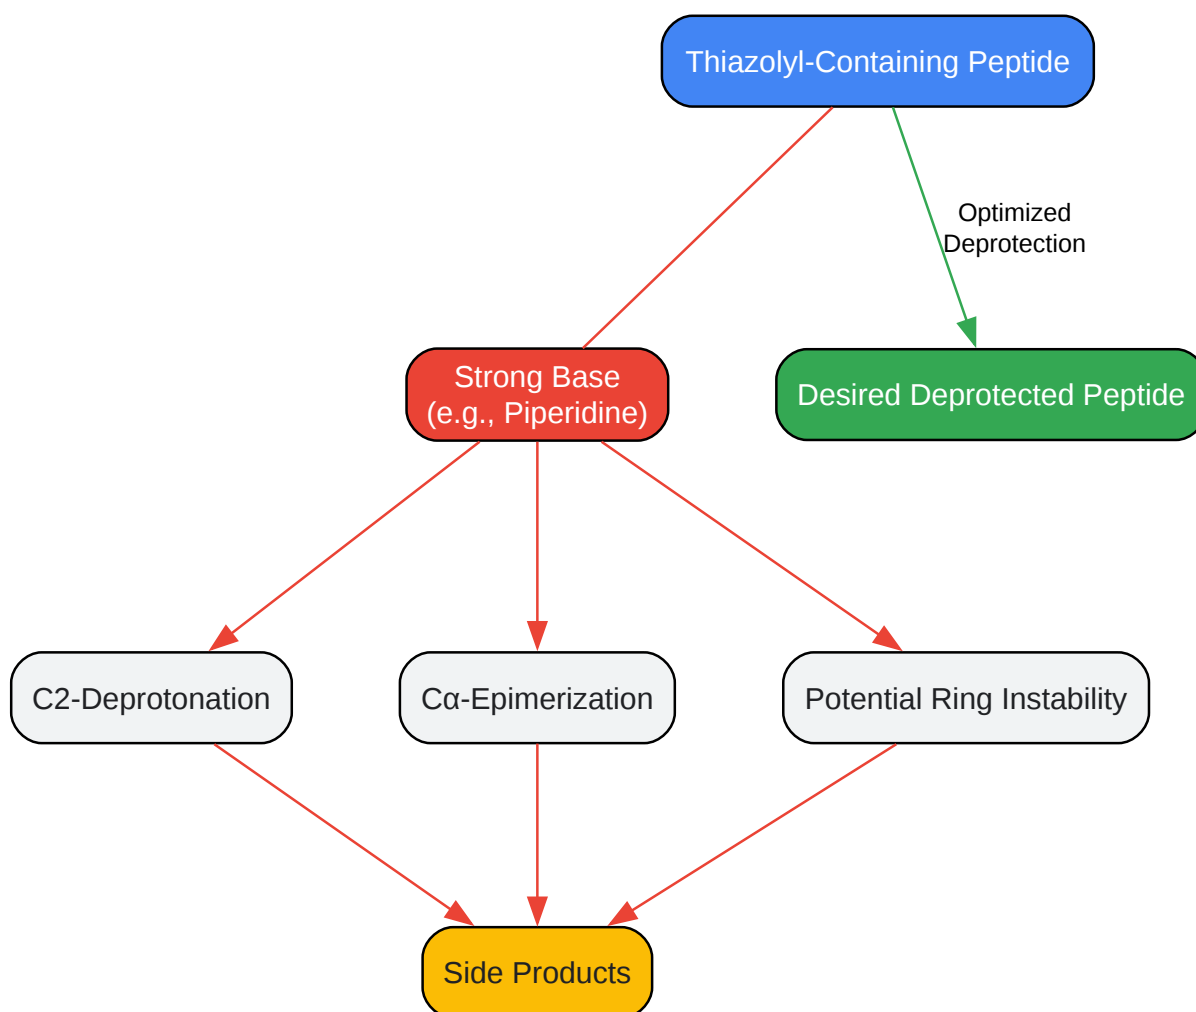 Thiazolyl-Containing Peptide
Optimized
Deprotection
Strong Base
(e.g., Piperidine)
Desired Deprotected Peptide
C2-Deprotonation
Cα-Epimerization
Potential Ring Instability
Side Products